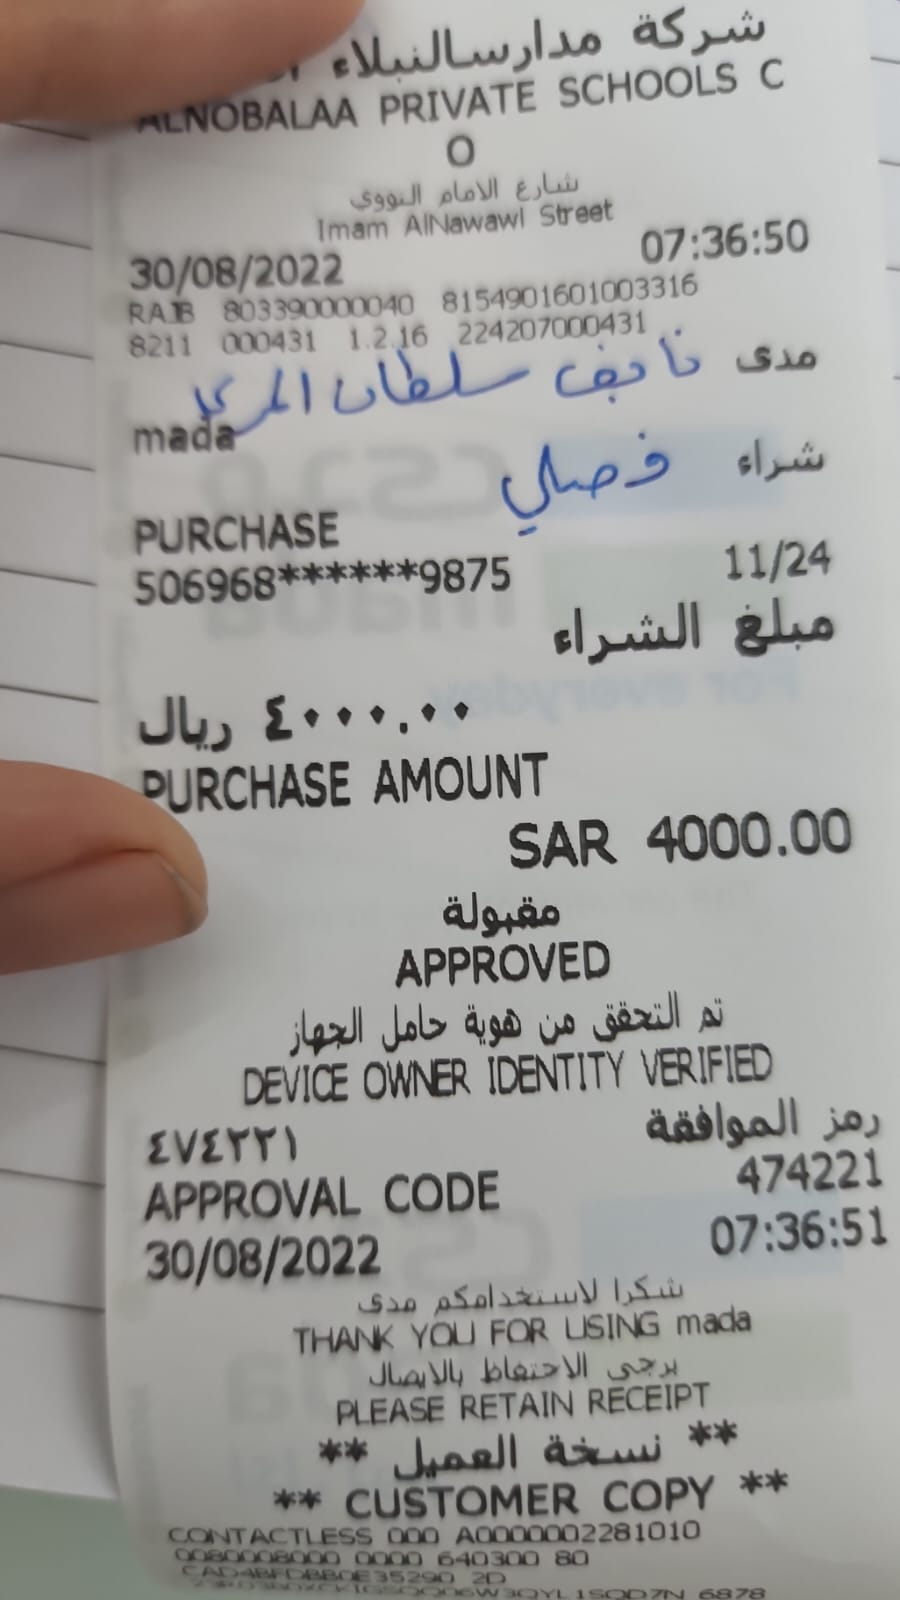 شركة مدارسالنبلاء
ALNOBALAA PRIVATE SCHOOLS C
O
شارع الامام النووي
Imam AlNawawi Street
30/08/2022 07:36:50
RAJB 803390000040 8154901601003316
8211 000431 1.2.16 224207000431
مدى نايف سلطان المري
mada
شراء فصلي
PURCHASE
506968******9875 11/24
مبلغ الشراء
٤٠٠٠.٠٠ ريال
PURCHASE AMOUNT
SAR 4000.00
مقبولة
APPROVED
تم التحقق من هوية حامل الجهاز
DEVICE OWNER IDENTITY VERIFIED
رمز الموافقة ٤٧٤٢٢١
APPROVAL CODE 474221
30/08/2022 07:36:51
شكرا لاستخدامكم مدى
THANK YOU FOR USING mada
يرجى الاحتفاظ بالايصال
PLEASE RETAIN RECEIPT
** نسخة العميل **
** CUSTOMER COPY **
CONTACTLESS 000 A0000002281010
0080008000 0000 640300 80
2D
6878